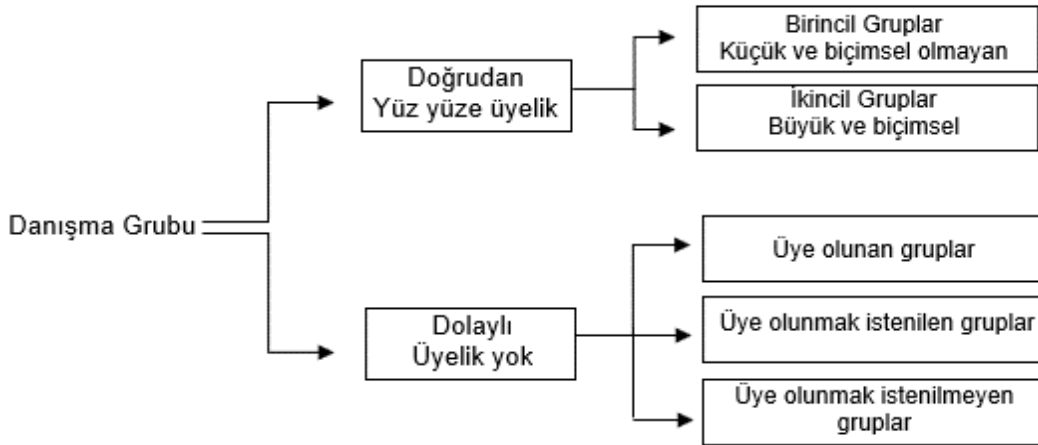 Birincil Gruplar
Küçük ve biçimsel olmayan
Doğrudan
Yüz yüze üyelik
İkincil Gruplar
Büyük ve biçimsel
Danışma Grubu
Üye olunan gruplar
Dolaylı
Üyelik yok
Üye olunmak istenilen gruplar
Üye olunmak istenilmeyen
gruplar